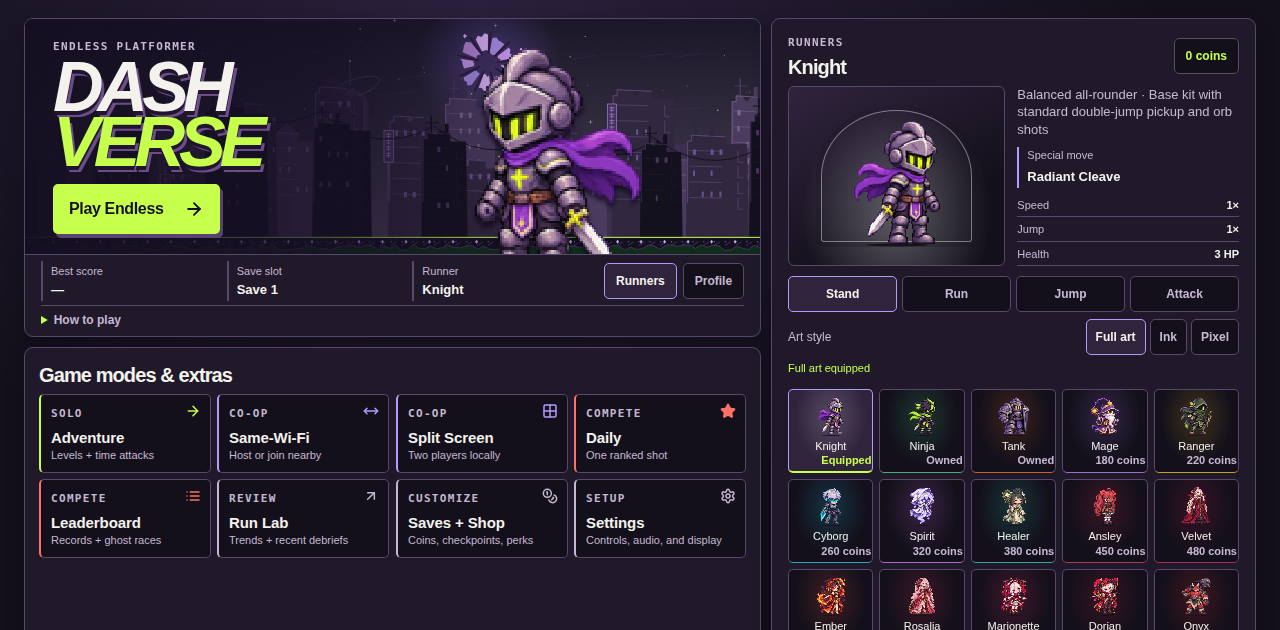 ENDLESS PLATFORMER
DASH
VERSE
Play Endless
Best score
—
Save slot
Save 1
Runner
Knight
Runners
Profile
How to play
Game modes & extras
SOLO
Adventure
Levels + time attacks
CO-OP
Same-Wi-Fi
Host or join nearby
CO-OP
Split Screen
Two players locally
COMPETE
Daily
One ranked shot
COMPETE
Leaderboard
Records + ghost races
REVIEW
Run Lab
Trends + recent debriefs
CUSTOMIZE
Saves + Shop
Coins, checkpoints, perks
SETUP
Settings
Controls, audio, and display
RUNNERS
Knight
0 coins
Balanced all-rounder · Base kit with
standard double-jump pickup and orb
shots
Special move
Radiant Cleave
Speed 1×
Jump 1×
Health 3 HP
Stand
Run
Jump
Attack
Art style
Full art
Ink
Pixel
Full art equipped
Knight
Equipped
Ninja
Owned
Tank
Owned
Mage
180 coins
Ranger
220 coins
Cyborg
260 coins
Spirit
320 coins
Healer
380 coins
Ansley
450 coins
Velvet
480 coins
Ember
Rosalia
Marionette
Dorian
Onyx